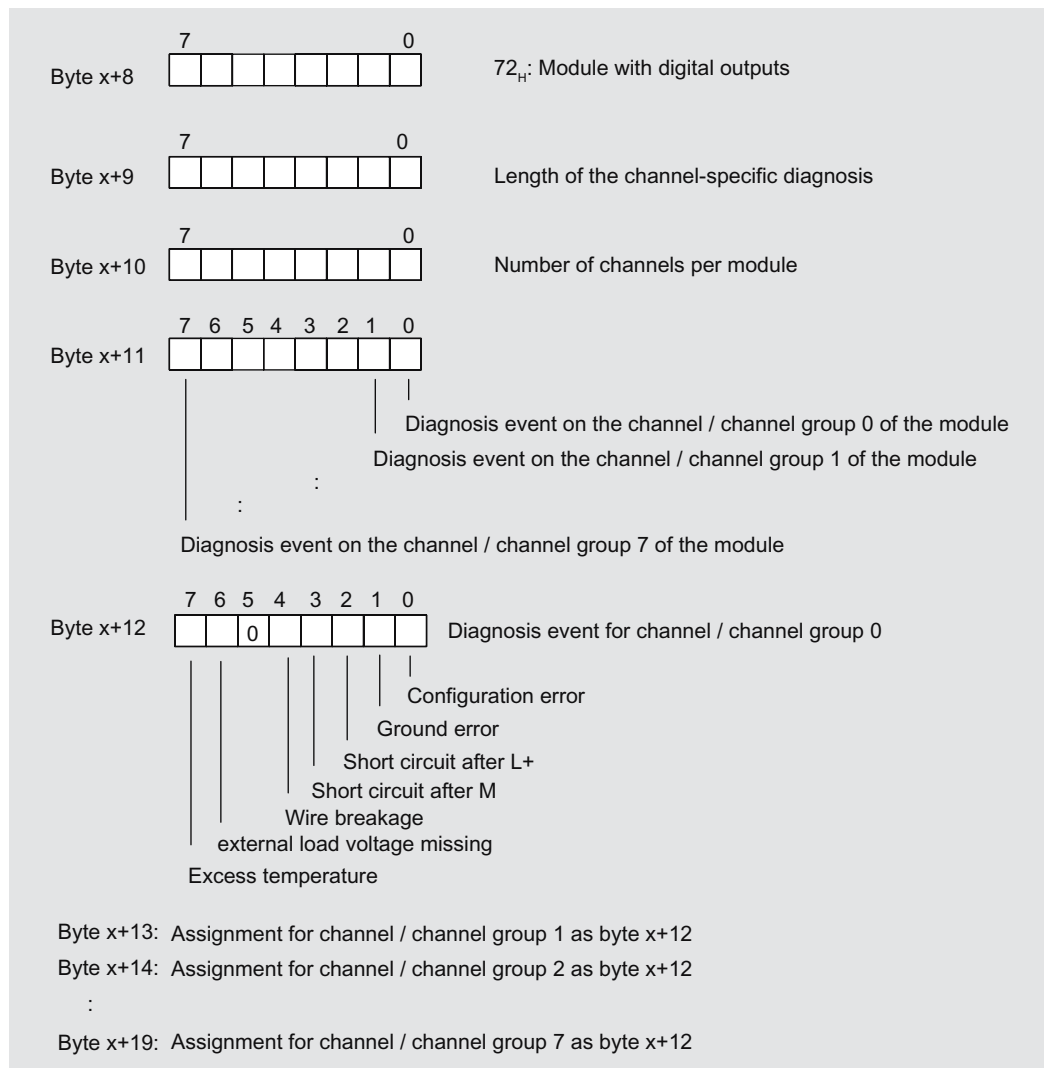 7 0
Byte x+8 72H: Module with digital outputs
7 0
Byte x+9 Length of the channel-specific diagnosis
7 0
Byte x+10 Number of channels per module
7 6 5 4 3 2 1 0
Byte x+11
Diagnosis event on the channel / channel group 0 of the module
Diagnosis event on the channel / channel group 1 of the module
:
:
Diagnosis event on the channel / channel group 7 of the module
7 6 5 4 3 2 1 0
Byte x+12 0 Diagnosis event for channel / channel group 0
Configuration error
Ground error
Short circuit after L+
Short circuit after M
Wire breakage
external load voltage missing
Excess temperature
Byte x+13: Assignment for channel / channel group 1 as byte x+12
Byte x+14: Assignment for channel / channel group 2 as byte x+12
:
Byte x+19: Assignment for channel / channel group 7 as byte x+12